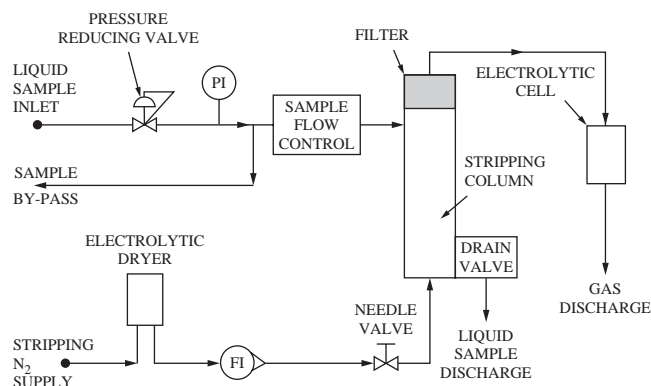 PRESSURE
REDUCING VALVE
LIQUID
SAMPLE
INLET
PI
SAMPLE
FLOW
CONTROL
FILTER
ELECTROLYTIC
CELL
SAMPLE
BY-PASS
STRIPPING
COLUMN
ELECTROLYTIC
DRYER
DRAIN
VALVE
NEEDLE
VALVE
GAS
DISCHARGE
STRIPPING
N2
SUPPLY
FI
LIQUID
SAMPLE
DISCHARGE